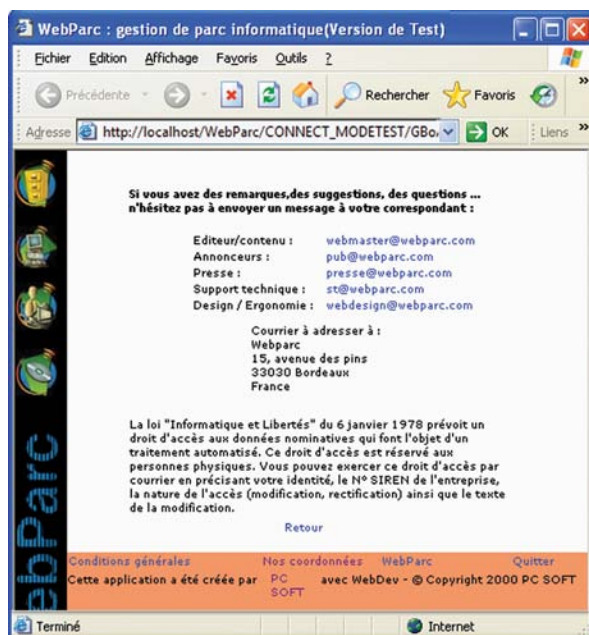 WebParc : gestion de parc informatique(Version de Test)
Fichier Edition Affichage Favoris Outils ?
Précédente Rechercher Favoris »
Adresse http://localhost/WebParc/CONNECT_MODETEST/GBo. OK Liens »
Si vous avez des remarques,des suggestions, des questions ...
n'hésitez pas à envoyer un message à votre correspondant :
Editeur/contenu : webmaster@webparc.com
Annonceurs : pub@webparc.com
Presse : presse@webparc.com
Support technique : st@webparc.com
Design / Ergonomie : webdesign@webparc.com
Courrier à adresser à :
Webparc
15, avenue des pins
33030 Bordeaux
France
La loi "Informatique et Libertés" du 6 janvier 1978 prévoit un
droit d'accès aux données nominatives qui font l'objet d'un
traitement automatisé. Ce droit d'accès est réservé aux
personnes physiques. Vous pouvez exercer ce droit d'accès par
courrier en précisant votre identité, le N° SIREN de l'entreprise,
la nature de l'accès (modification, rectification) ainsi que le texte
de la modification.
Retour
ebParc
Conditions générales Nos coordonnées WebParc Quitter
Cette application a été créée par PC SOFT avec WebDev - © Copyright 2000 PC SOFT
Terminé Internet